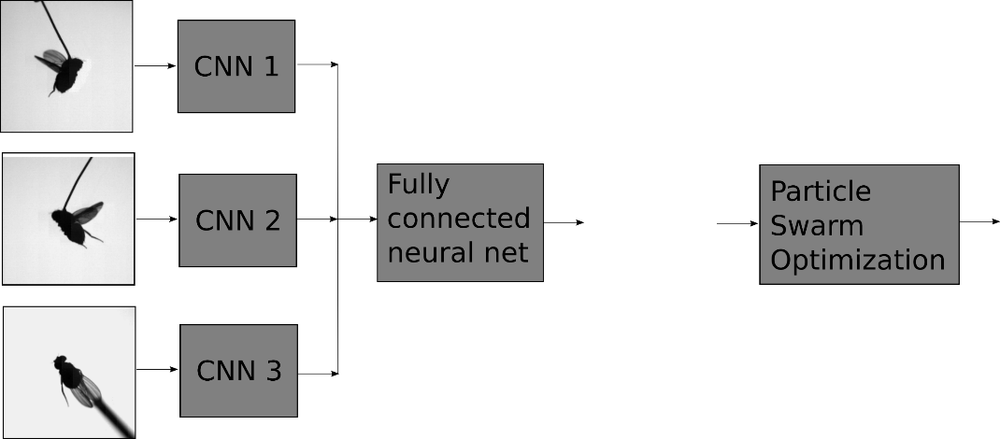 CNN 1
CNN 2
CNN 3
Fully
connected
neural net
Particle
Swarm
Optimization